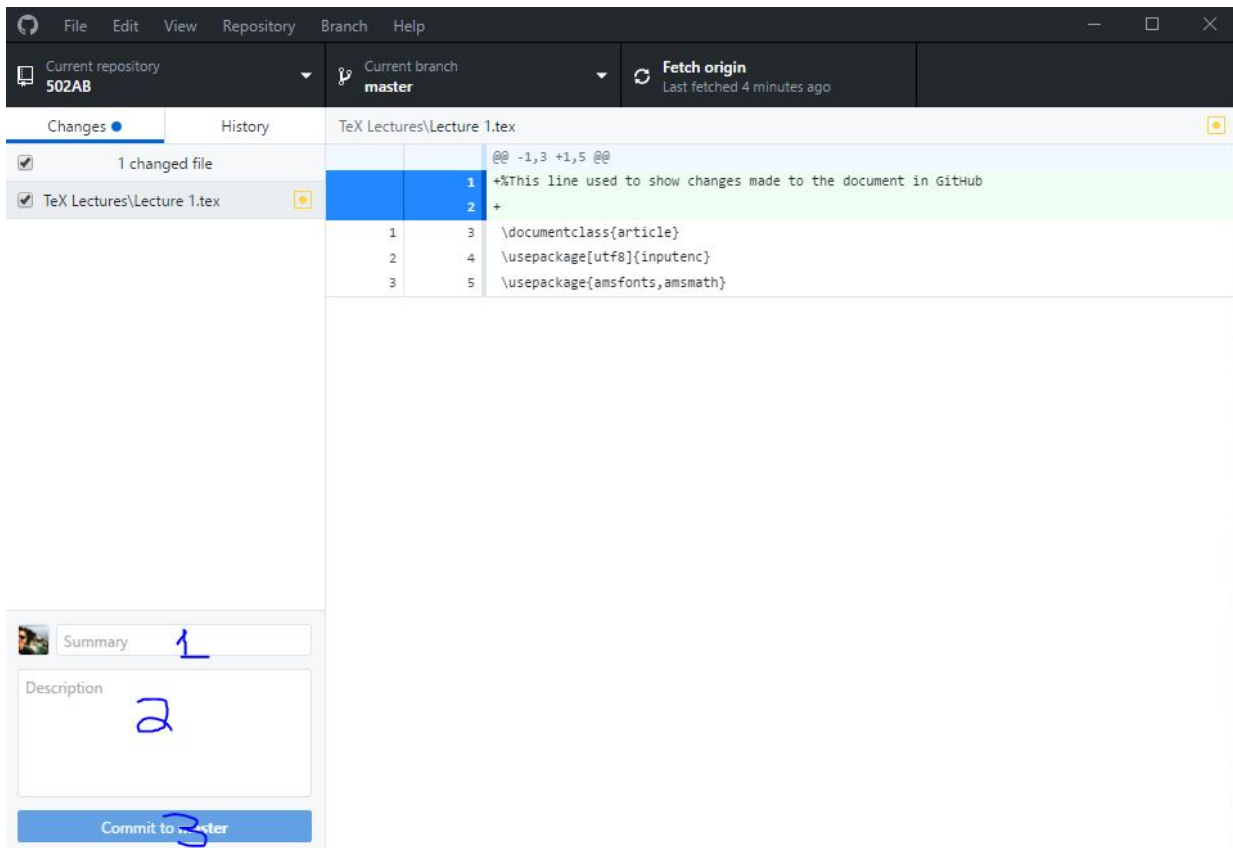 File Edit View Repository Branch Help
Current repository
502AB
Current branch
master
Fetch origin
Last fetched 4 minutes ago
Changes History
TeX Lectures\Lecture 1.tex
1 changed file
TeX Lectures\Lecture 1.tex
@@ -1,3 +1,5 @@
1 +%This line used to show changes made to the document in GitHub
2 +
1 3 \documentclass{article}
2 4 \usepackage[utf8]{inputenc}
3 5 \usepackage{amsfonts,amsmath}
Summary 1
Description
2
Commit to master
3